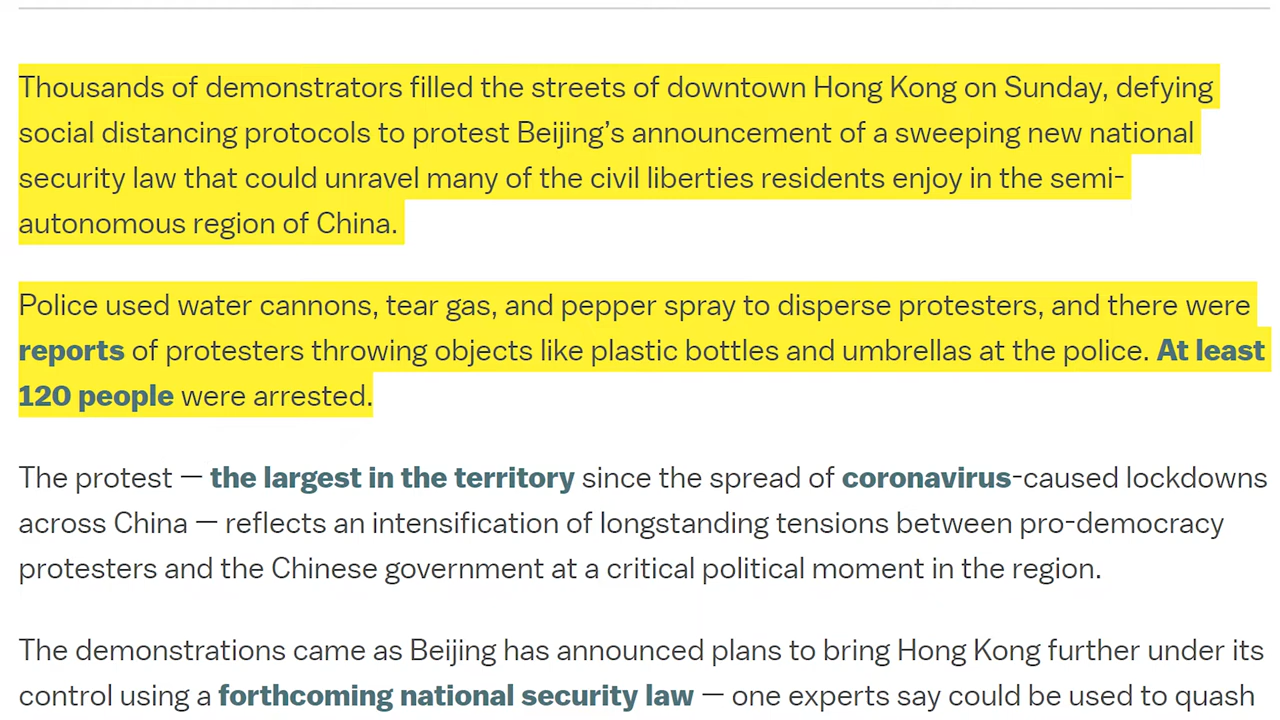 Thousands of demonstrators filled the streets of downtown Hong Kong on Sunday, defying
social distancing protocols to protest Beijing’s announcement of a sweeping new national
security law that could unravel many of the civil liberties residents enjoy in the semi-
autonomous region of China.
Police used water cannons, tear gas, and pepper spray to disperse protesters, and there were
reports of protesters throwing objects like plastic bottles and umbrellas at the police. At least
120 people were arrested.
The protest — the largest in the territory since the spread of coronavirus-caused lockdowns
across China — reflects an intensification of longstanding tensions between pro-democracy
protesters and the Chinese government at a critical political moment in the region.
The demonstrations came as Beijing has announced plans to bring Hong Kong further under its
control using a forthcoming national security law — one experts say could be used to quash